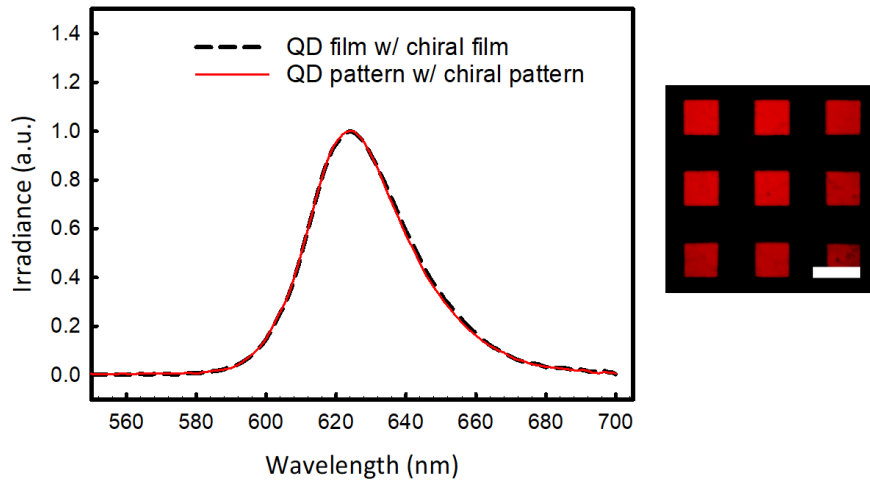 1.4
1.2
1.0
0.8
0.6
0.4
0.2
0.0
Irradiance (a.u.)
QD film w/ chiral film
QD pattern w/ chiral pattern
560 580 600 620 640 660 680 700
Wavelength (nm)